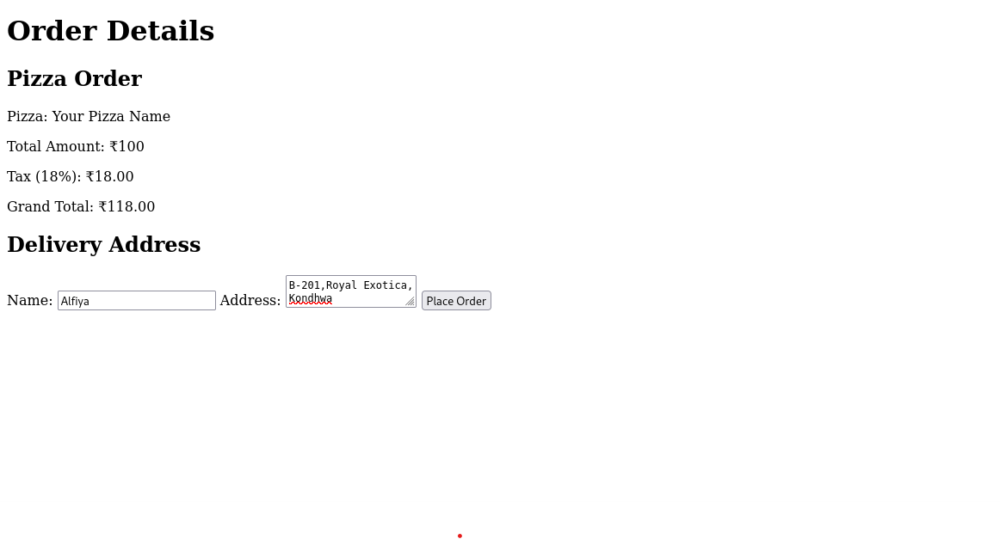 Order Details
Pizza Order
Pizza: Your Pizza Name
Total Amount: ₹100
Tax (18%): ₹18.00
Grand Total: ₹118.00
Delivery Address
Name: Alfiya Address: B-201,Royal Exotica,
Kondhwa Place Order